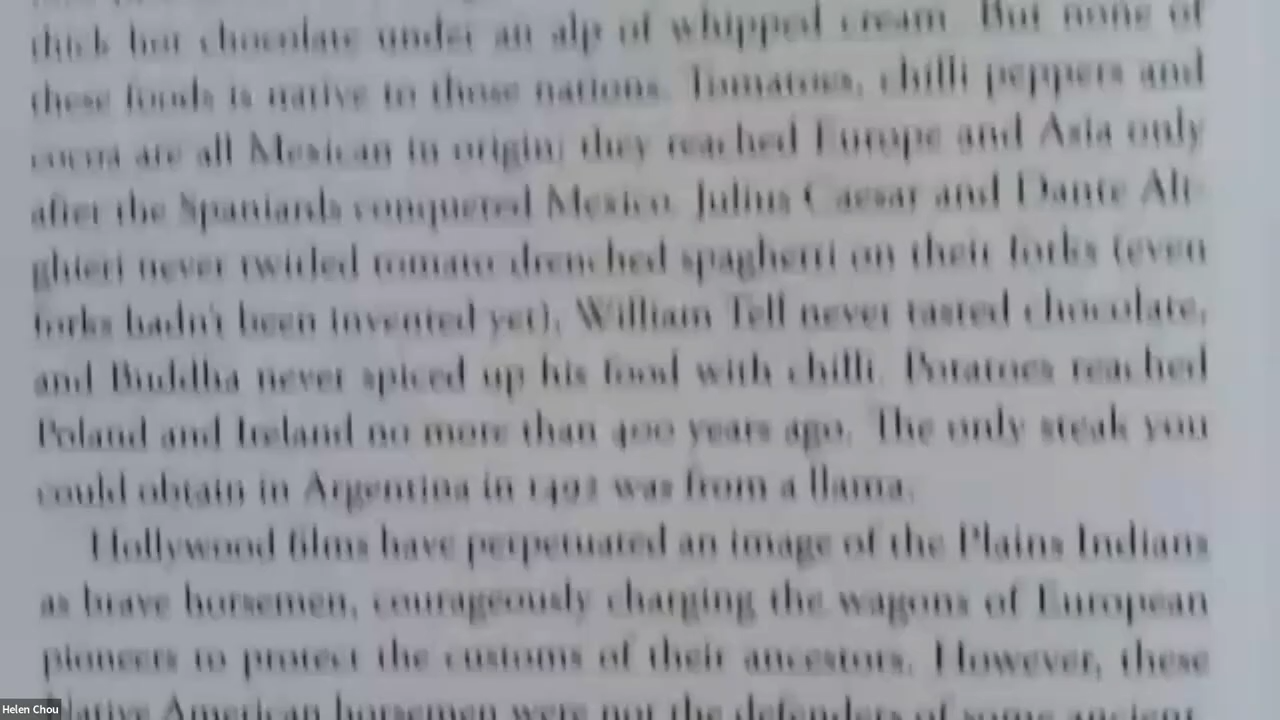 thick hot chocolate under an alp of whipped cream. But none of
these foods is native to those nations. Tomatoes, chilli peppers and
cocoa are all Mexican in origin; they reached Europe and Asia only
after the Spaniards conquered Mexico. Julius Caesar and Dante Ali-
ghieri never twirled tomato-drenched spaghetti on their forks (even
forks hadn't been invented yet), William Tell never tasted chocolate,
and Buddha never spiced up his food with chilli. Potatoes reached
Poland and Ireland no more than 400 years ago. The only steak you
could obtain in Argentina in 1492 was from a llama.
Hollywood films have perpetuated an image of the Plains Indians
as brave horsemen, courageously charging the wagons of European
pioneers to protect the customs of their ancestors. However, these
Native American horsemen were not the defenders of some ancient,
Helen Chou